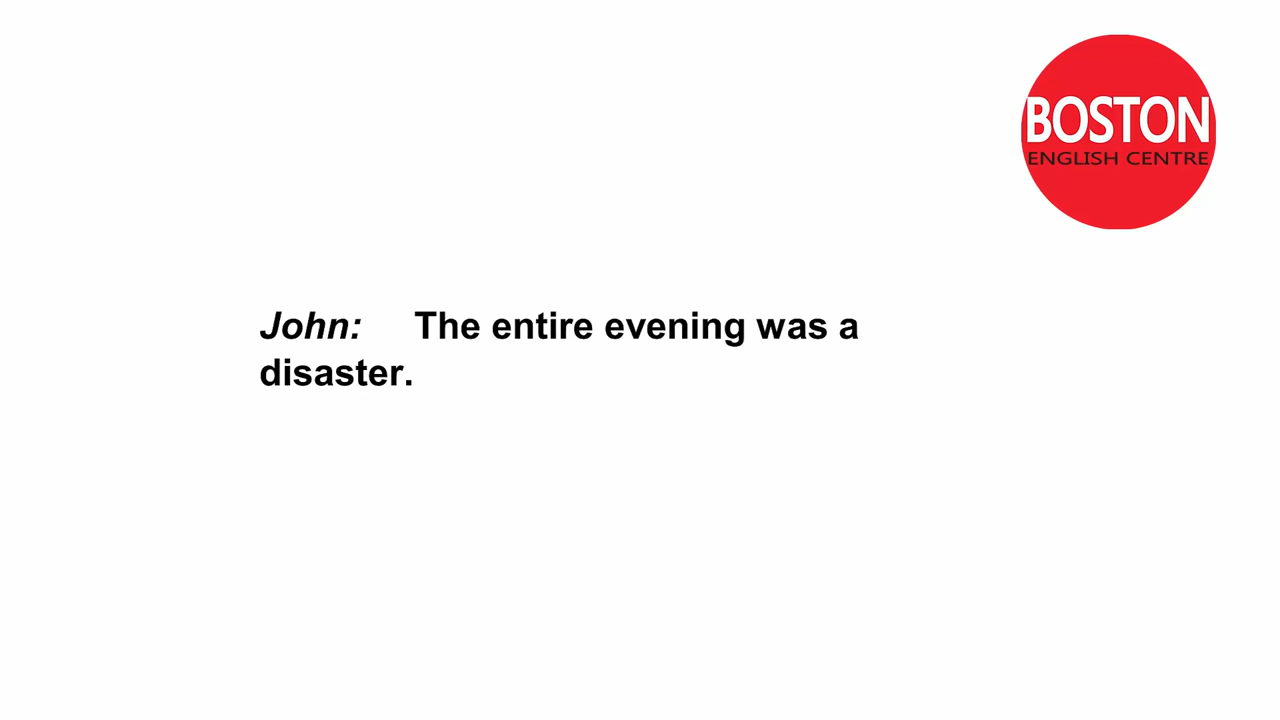 BOSTON
ENGLISH CENTRE
John: The entire evening was a
disaster.